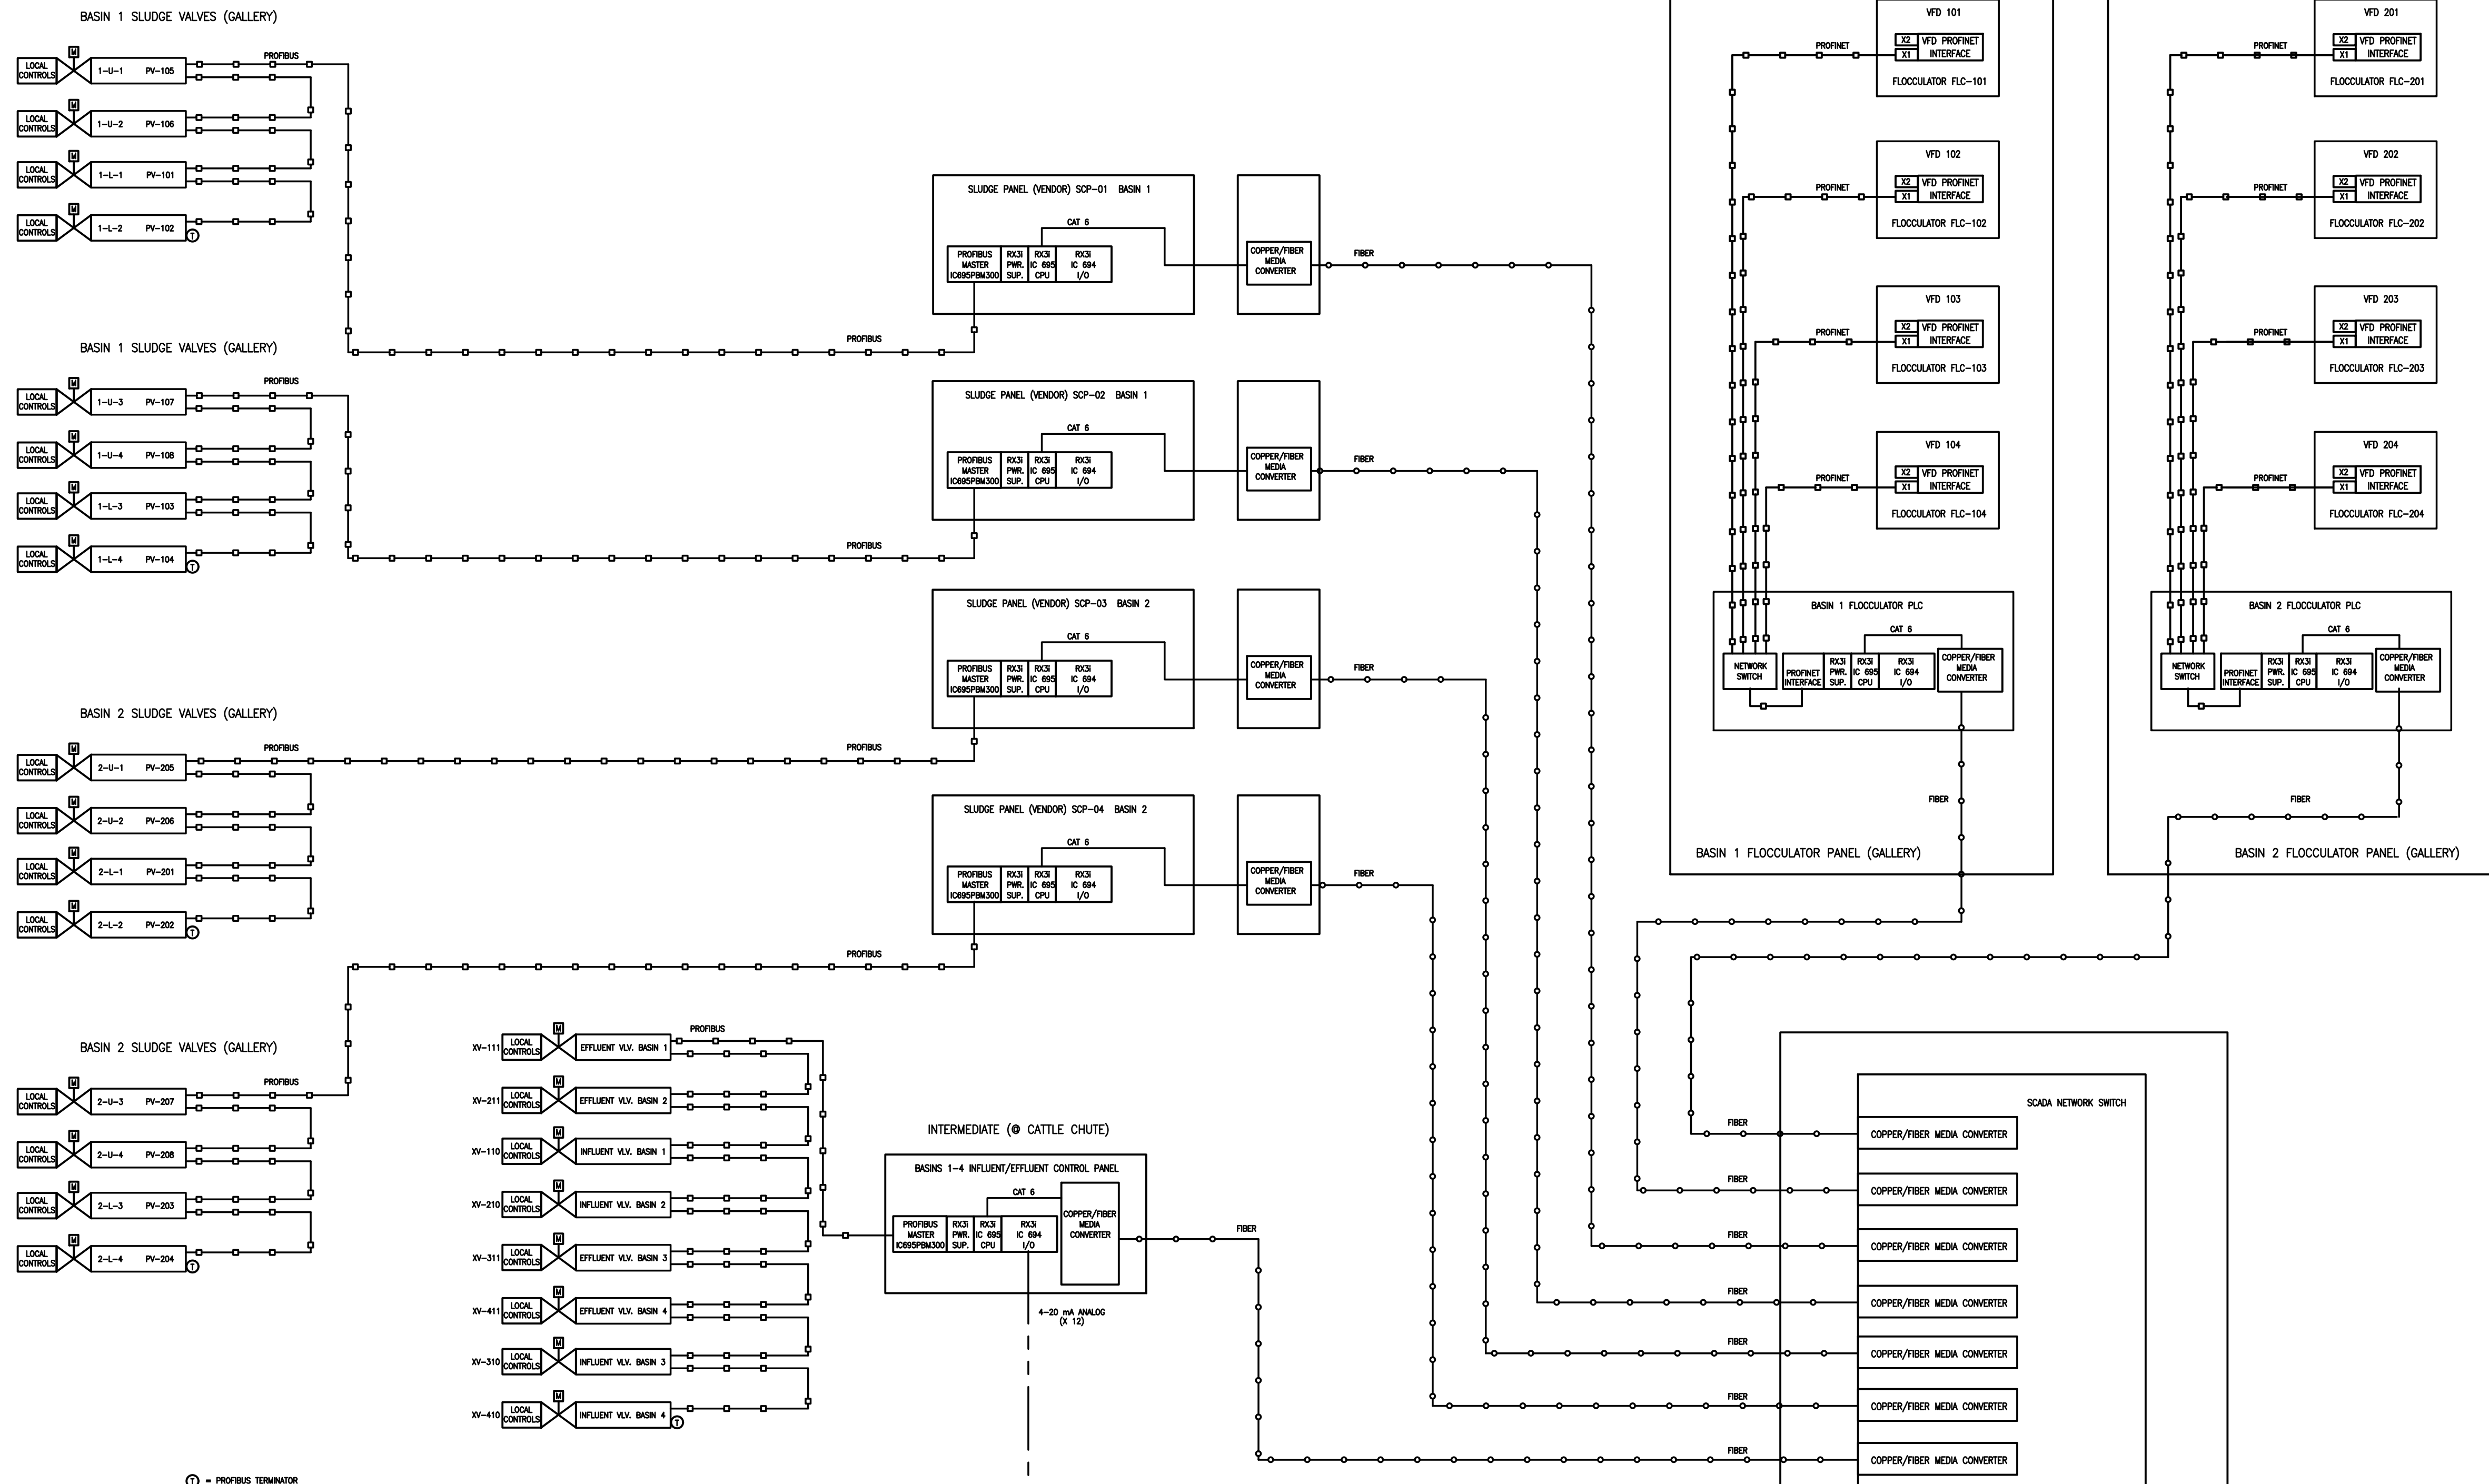 BASIN 1 SLUDGE VALVES (GALLERY)
PROFIBUS
LOCAL
CONTROLS
M
1-U-1 PV-105
LOCAL
CONTROLS
M
1-U-2 PV-106
LOCAL
CONTROLS
M
1-L-1 PV-101
LOCAL
CONTROLS
M
1-L-2 PV-102
T
BASIN 1 SLUDGE VALVES (GALLERY)
PROFIBUS
LOCAL
CONTROLS
M
1-U-3 PV-107
LOCAL
CONTROLS
M
1-U-4 PV-108
LOCAL
CONTROLS
M
1-L-3 PV-103
LOCAL
CONTROLS
M
1-L-4 PV-104
T
BASIN 2 SLUDGE VALVES (GALLERY)
PROFIBUS
LOCAL
CONTROLS
M
2-U-1 PV-205
LOCAL
CONTROLS
M
2-U-2 PV-206
LOCAL
CONTROLS
M
2-L-1 PV-201
LOCAL
CONTROLS
M
2-L-2 PV-202
T
BASIN 2 SLUDGE VALVES (GALLERY)
PROFIBUS
LOCAL
CONTROLS
M
2-U-3 PV-207
LOCAL
CONTROLS
M
2-U-4 PV-208
LOCAL
CONTROLS
M
2-L-3 PV-203
LOCAL
CONTROLS
M
2-L-4 PV-204
T
T = PROFIBUS TERMINATOR
SLUDGE PANEL (VENDOR) SCP-01 BASIN 1
CAT 6
PROFIBUS
MASTER
IC695PBM300
RX3i
PWR.
SUP.
RX3i
IC 695
CPU
RX3i
IC 694
I/O
COPPER/FIBER
MEDIA
CONVERTER
FIBER
PROFIBUS
SLUDGE PANEL (VENDOR) SCP-02 BASIN 1
CAT 6
PROFIBUS
MASTER
IC695PBM300
RX3i
PWR.
SUP.
RX3i
IC 695
CPU
RX3i
IC 694
I/O
COPPER/FIBER
MEDIA
CONVERTER
FIBER
PROFIBUS
SLUDGE PANEL (VENDOR) SCP-03 BASIN 2
CAT 6
PROFIBUS
MASTER
IC695PBM300
RX3i
PWR.
SUP.
RX3i
IC 695
CPU
RX3i
IC 694
I/O
COPPER/FIBER
MEDIA
CONVERTER
FIBER
PROFIBUS
SLUDGE PANEL (VENDOR) SCP-04 BASIN 2
CAT 6
PROFIBUS
MASTER
IC695PBM300
RX3i
PWR.
SUP.
RX3i
IC 695
CPU
RX3i
IC 694
I/O
COPPER/FIBER
MEDIA
CONVERTER
FIBER
PROFIBUS
PROFIBUS
XV-111
LOCAL
CONTROLS
M
EFFLUENT VLV. BASIN 1
XV-211
LOCAL
CONTROLS
M
EFFLUENT VLV. BASIN 2
XV-110
LOCAL
CONTROLS
M
INFLUENT VLV. BASIN 1
XV-210
LOCAL
CONTROLS
M
INFLUENT VLV. BASIN 2
XV-311
LOCAL
CONTROLS
M
EFFLUENT VLV. BASIN 3
XV-411
LOCAL
CONTROLS
M
EFFLUENT VLV. BASIN 4
XV-310
LOCAL
CONTROLS
M
INFLUENT VLV. BASIN 3
XV-410
LOCAL
CONTROLS
M
INFLUENT VLV. BASIN 4
T
INTERMEDIATE (@ CATTLE CHUTE)
BASINS 1-4 INFLUENT/EFFLUENT CONTROL PANEL
CAT 6
PROFIBUS
MASTER
IC695PBM300
RX3i
PWR.
SUP.
RX3i
IC 695
CPU
RX3i
IC 694
I/O
COPPER/FIBER
MEDIA
CONVERTER
FIBER
4-20 mA ANALOG
(X 12)
VFD 101
PROFINET
X2
X1
VFD PROFINET
INTERFACE
FLOCCULATOR FLC-101
VFD 102
PROFINET
X2
X1
VFD PROFINET
INTERFACE
FLOCCULATOR FLC-102
VFD 103
PROFINET
X2
X1
VFD PROFINET
INTERFACE
FLOCCULATOR FLC-103
VFD 104
PROFINET
X2
X1
VFD PROFINET
INTERFACE
FLOCCULATOR FLC-104
BASIN 1 FLOCCULATOR PLC
CAT 6
NETWORK
SWITCH
PROFINET
INTERFACE
RX3i
PWR.
SUP.
RX3i
IC 695
CPU
RX3i
IC 694
I/O
COPPER/FIBER
MEDIA
CONVERTER
FIBER
BASIN 1 FLOCCULATOR PANEL (GALLERY)
VFD 201
PROFINET
X2
X1
VFD PROFINET
INTERFACE
FLOCCULATOR FLC-201
VFD 202
PROFINET
X2
X1
VFD PROFINET
INTERFACE
FLOCCULATOR FLC-202
VFD 203
PROFINET
X2
X1
VFD PROFINET
INTERFACE
FLOCCULATOR FLC-203
VFD 204
PROFINET
X2
X1
VFD PROFINET
INTERFACE
FLOCCULATOR FLC-204
BASIN 2 FLOCCULATOR PLC
CAT 6
NETWORK
SWITCH
PROFINET
INTERFACE
RX3i
PWR.
SUP.
RX3i
IC 695
CPU
RX3i
IC 694
I/O
COPPER/FIBER
MEDIA
CONVERTER
FIBER
BASIN 2 FLOCCULATOR PANEL (GALLERY)
SCADA NETWORK SWITCH
FIBER
COPPER/FIBER MEDIA CONVERTER
FIBER
COPPER/FIBER MEDIA CONVERTER
FIBER
COPPER/FIBER MEDIA CONVERTER
FIBER
COPPER/FIBER MEDIA CONVERTER
FIBER
COPPER/FIBER MEDIA CONVERTER
FIBER
COPPER/FIBER MEDIA CONVERTER
FIBER
COPPER/FIBER MEDIA CONVERTER